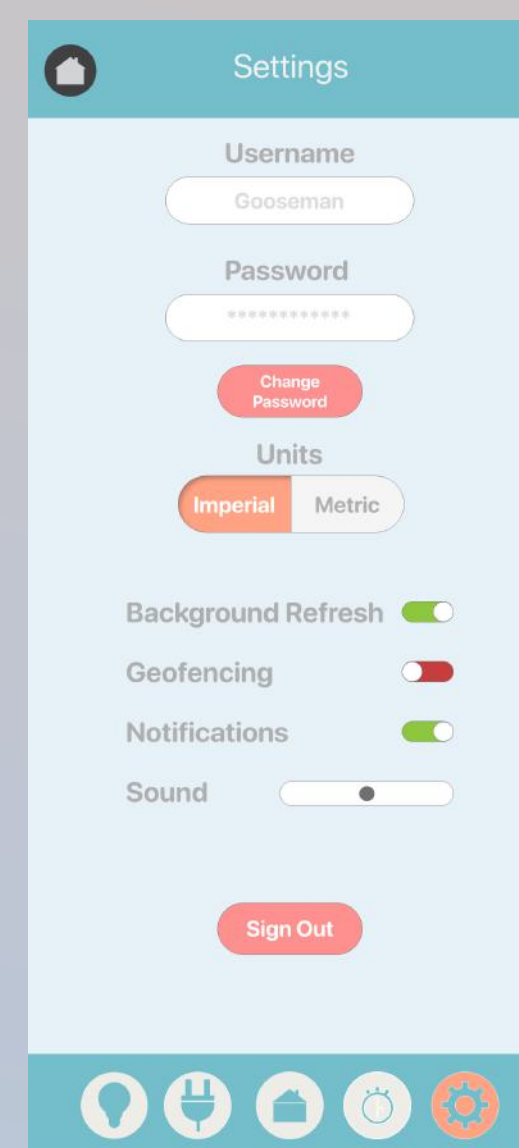 Settings
Username
Gooseman
Password
************
Change
Password
Units
Imperial Metric
Background Refresh
Geofencing
Notifications
Sound
Sign Out